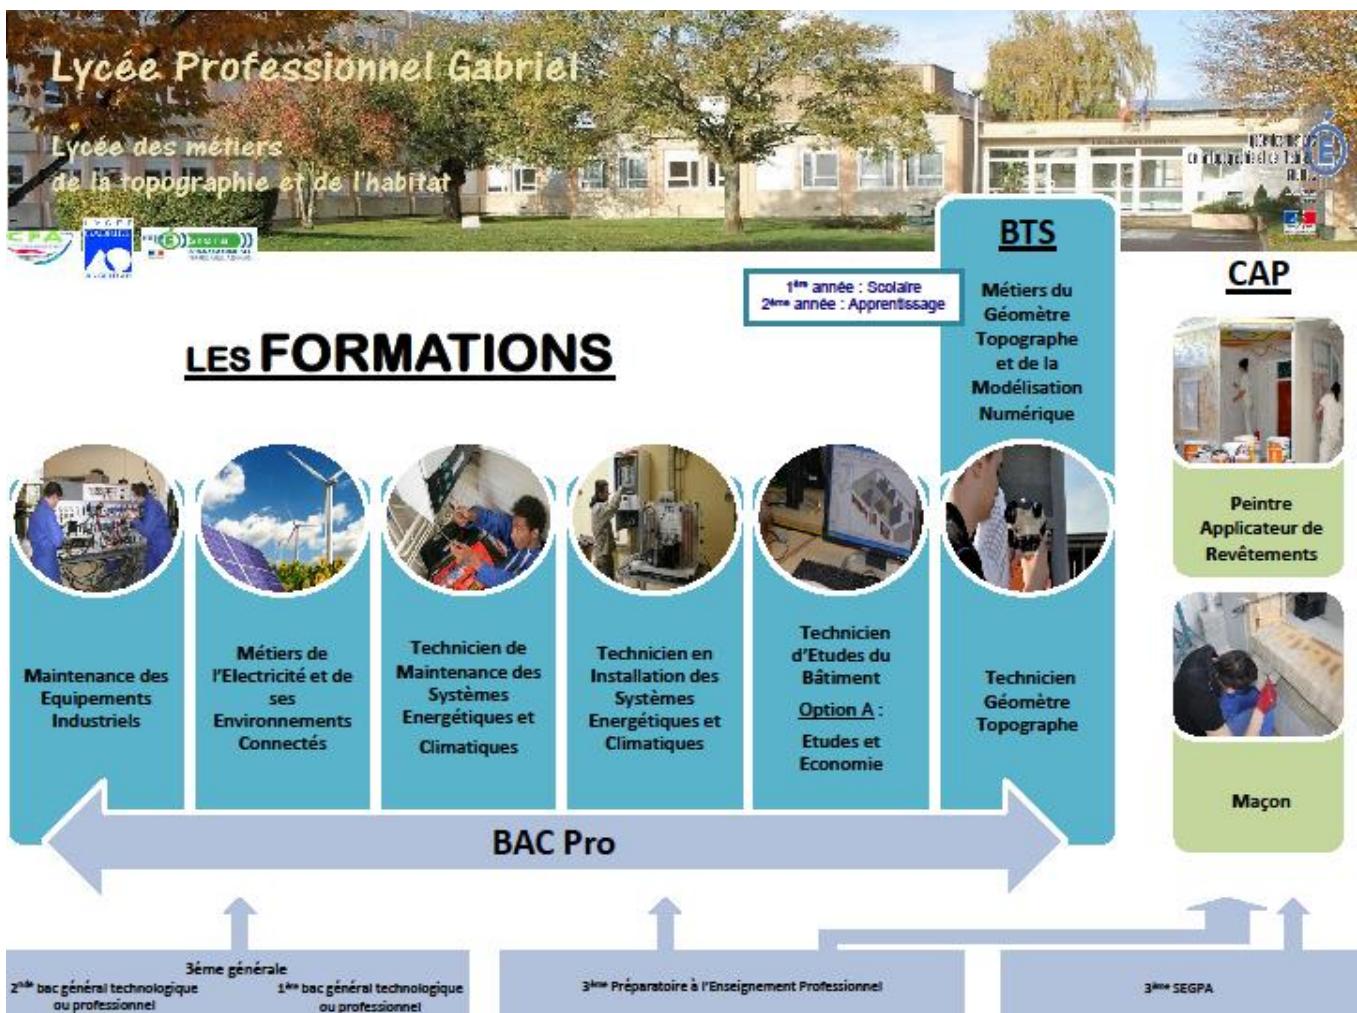 Lycée Professionnel Gabriel
Lycée des métiers
de la topographie et de l'habitat
CFA
LYCEE
BTS
Métiers du
Géomètre
Topographe
et de la
Modélisation
Numérique
1ère année : Scolaire
2ème année : Apprentissage
CAP
LES FORMATIONS
Peintre
Applicateur de
Revêtements
Maçon
Maintenance des
Equipements
Industriels
Métiers de
l'Electricité et de
ses
Environnements
Connectés
Technicien de
Maintenance des
Systèmes
Energétiques et
Climatiques
Technicien en
Installation des
Systèmes
Energétiques et
Climatiques
Technicien
d'Etudes du
Bâtiment
Option A :
Etudes et
Economie
Technicien
Géomètre
Topographe
BAC Pro
3éme générale
2nde bac général technologique
ou professionnel
1ère bac général technologique
ou professionnel
3ème Préparatoire à l'Enseignement Professionnel
3ème SEGPA